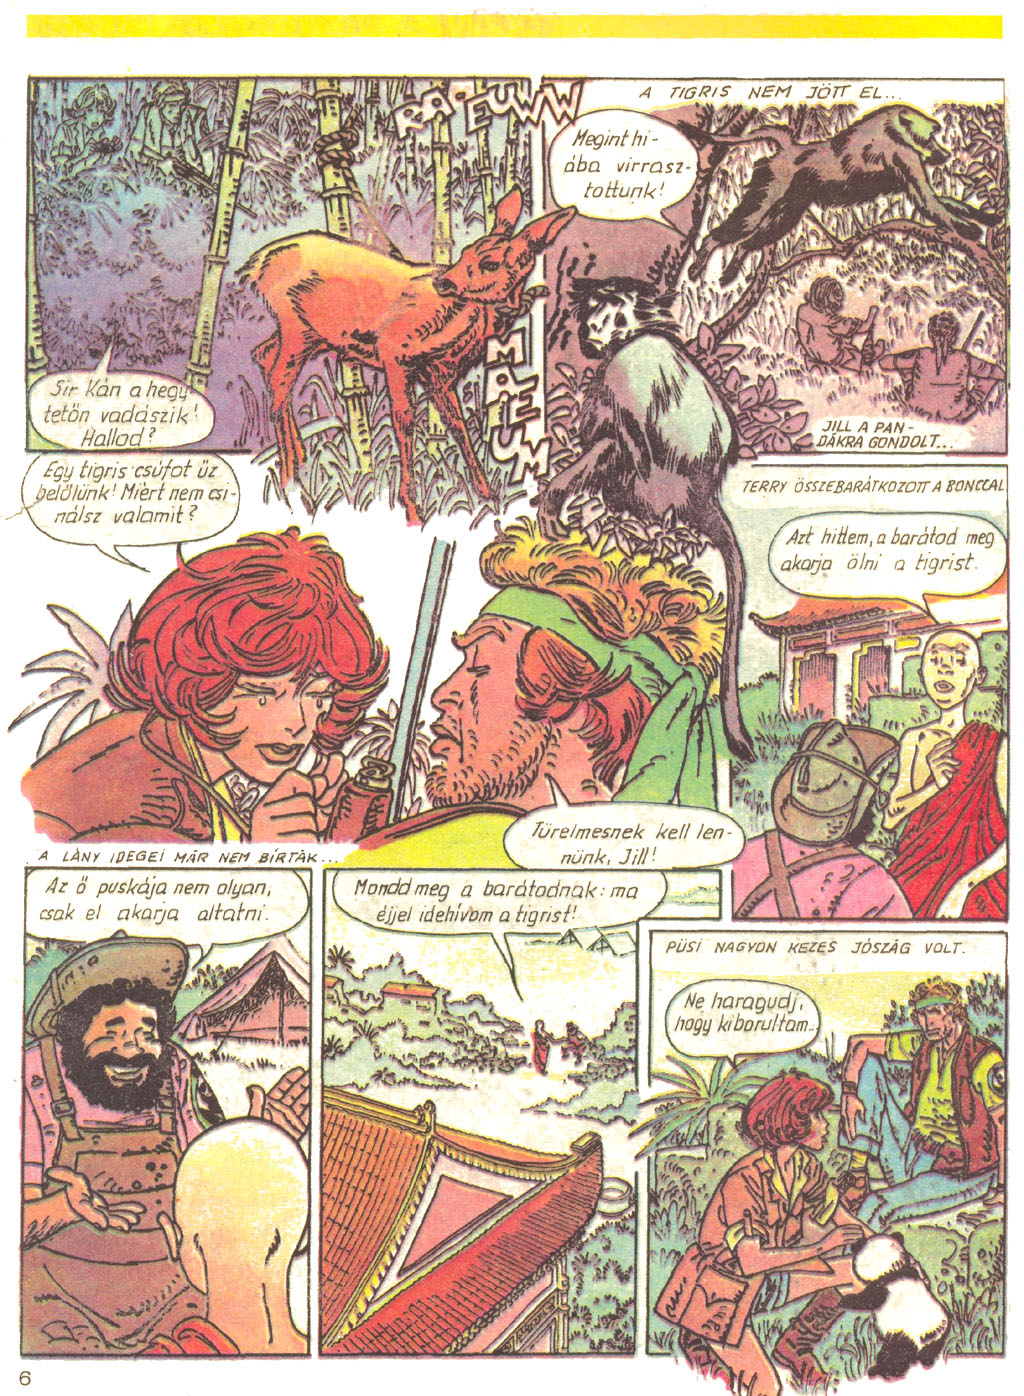 RÁ·EUWW
Sir Kán a hegy
tetőn vadászik!
Hallod?
MÖIEUM
A TIGRIS NEM JÖTT EL...
Megint hi-
ába virrasz-
tottunk!
JILL A PAN-
DÁKRA GONDOLT...
Egy tigris csúfot űz
belőlünk! Miért nem csi-
nálsz valamit?
Türelmesnek kell len-
nünk, Jill!
A LÁNY IDEGEI MÁR NEM BÍRTÁK...
TERRY ÖSSZEBARÁTKOZOTT A BONCCAL
Azt hittem, a barátod meg
akarja ölni a tigrist.
Az ő puskája nem olyan,
csak el akarja altatni.
Mondd meg a barátodnak: ma
éjjel idehívom a tigrist!
PÜSI NAGYON KEZES JÓSZÁG VOLT.
Ne haragudj,
hogy kiborultam...
6